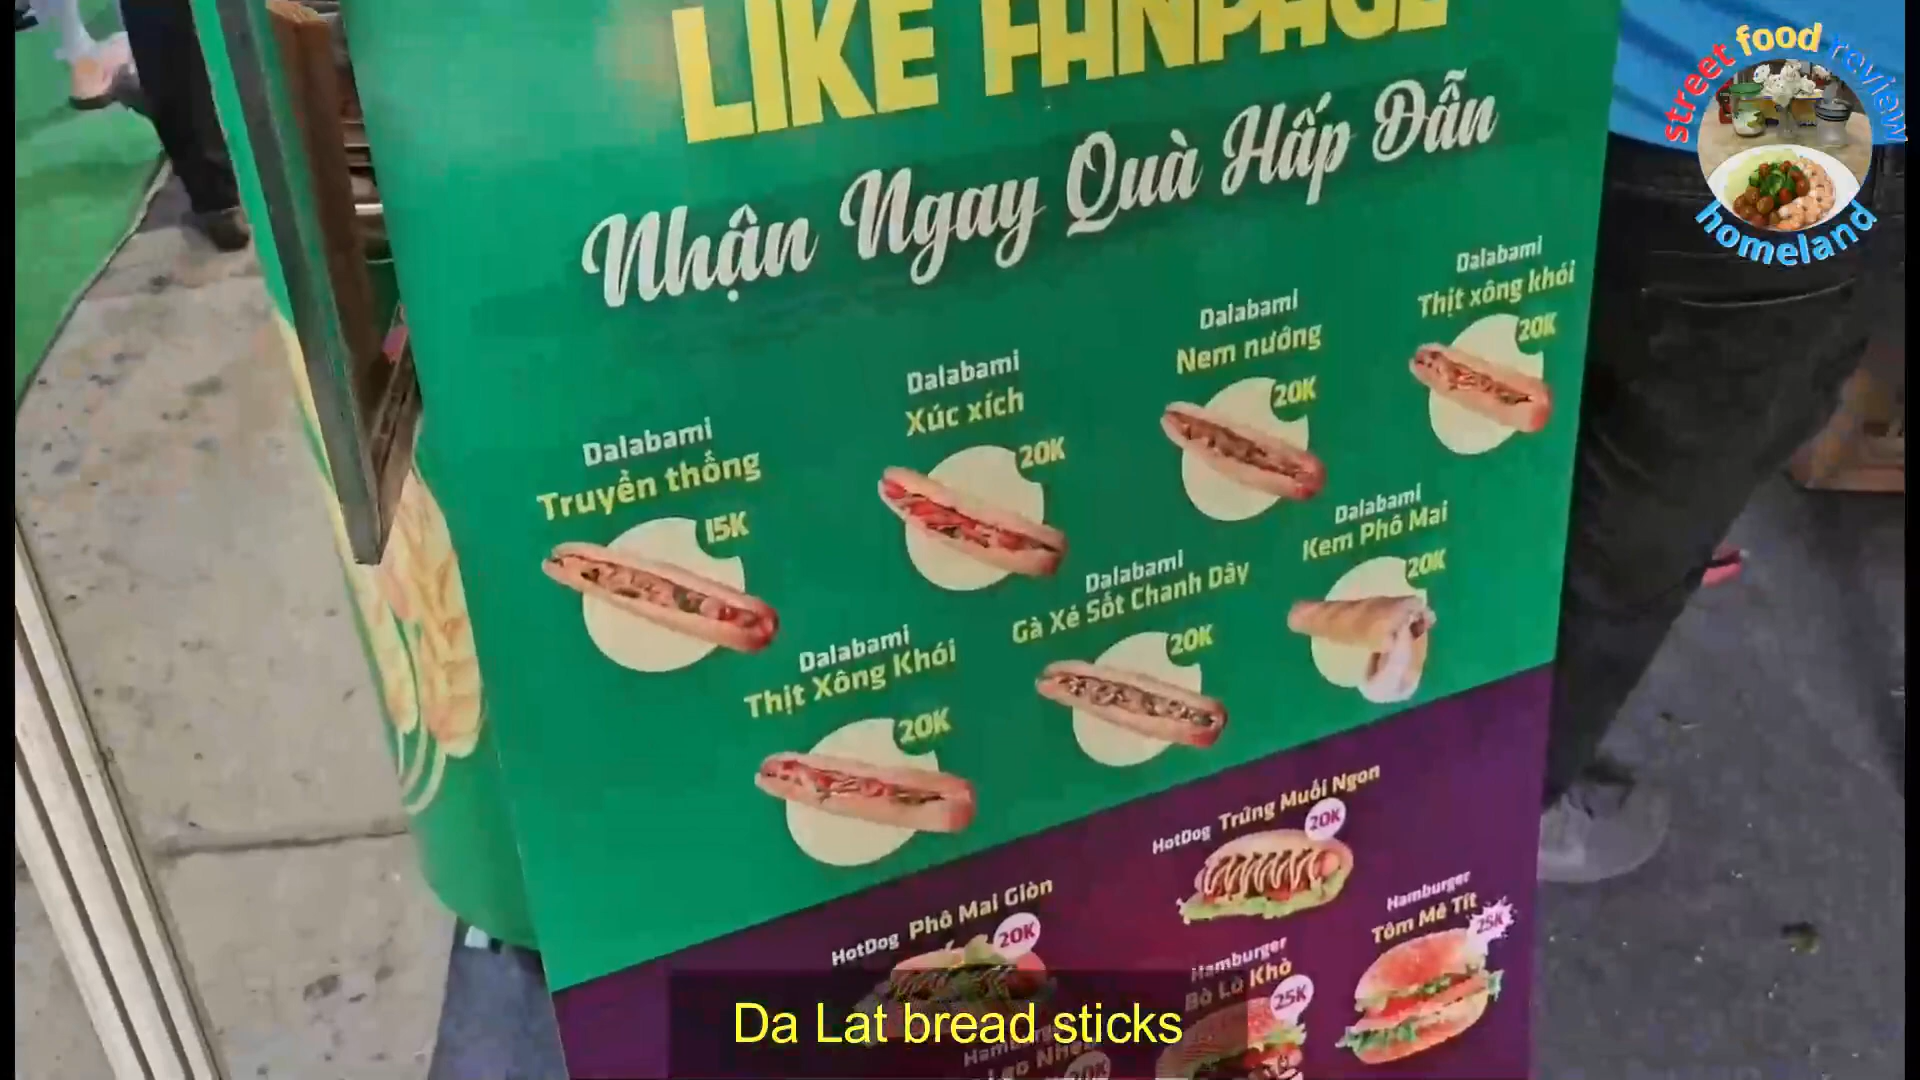 LIKE FANPAGE
Nhận Ngay Quà Hấp Dẫn
Dalabami
Truyền thống
15K
Dalabami
Xúc xích
20K
Dalabami
Nem nướng
20K
Dalabami
Thịt xông khói
20K
Dalabami
Thịt Xông Khói
20K
Dalabami
Gà Xé Sốt Chanh Dây
20K
Dalabami
Kem Phô Mai
20K
HotDog Phô Mai Giòn
20K
HotDog Trứng Muối Ngon
20K
Hamburger
Bò Lù Khò
25K
Hamburger
Tôm Mê Tít
25K
20K
Da Lat bread sticks
street food review
homeland